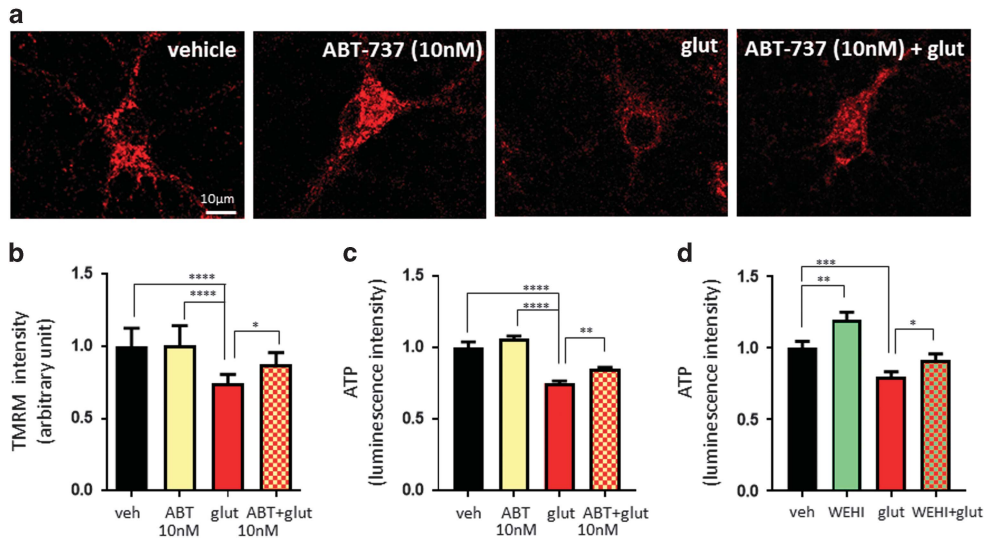 a
vehicle
ABT-737 (10nM)
glut
ABT-737 (10nM) + glut
10μm
b
TMRM intensity
(arbitrary unit)
1.5
1.0
0.5
0.0
****
****
*
veh
ABT
10nM
glut
ABT+glut
10nM
c
ATP
(luminescence intensity)
1.5
1.0
0.5
0.0
****
****
**
veh
ABT
10nM
glut
ABT+glut
10nM
d
ATP
(luminescence intensity)
1.5
1.0
0.5
0.0
***
**
*
veh
WEHI
glut
WEHI+glut